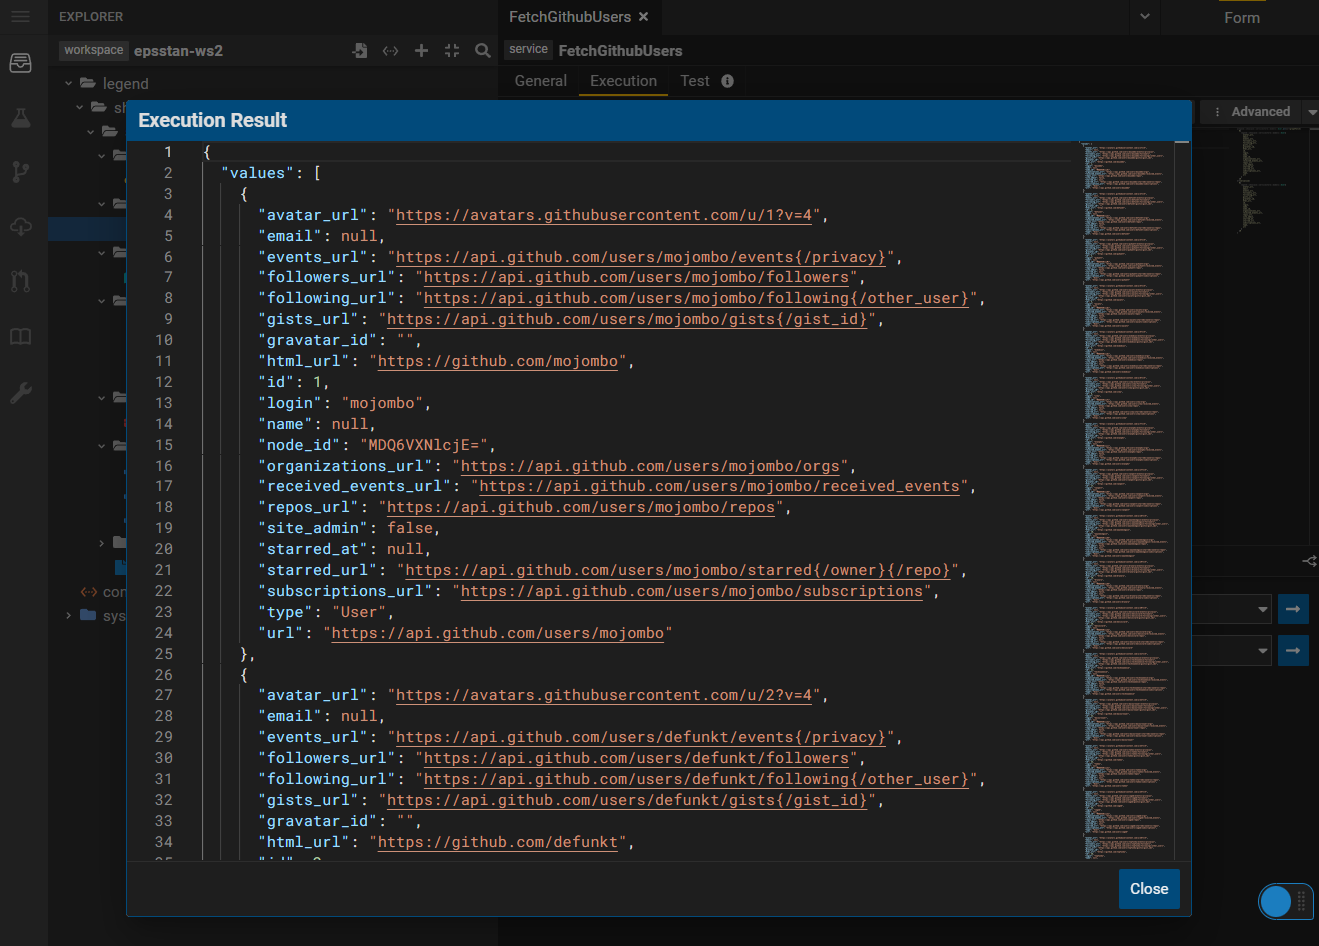 EXPLORER
FetchGithubUsers
Form
workspace epsstan-ws2
service FetchGithubUsers
General Execution Test
legend
sh
Advanced
Execution Result
1 {
2 "values": [
3 {
4 "avatar_url": "https://avatars.githubusercontent.com/u/1?v=4",
5 "email": null,
6 "events_url": "https://api.github.com/users/mojombo/events{/privacy}",
7 "followers_url": "https://api.github.com/users/mojombo/followers",
8 "following_url": "https://api.github.com/users/mojombo/following{/other_user}",
9 "gists_url": "https://api.github.com/users/mojombo/gists{/gist_id}",
10 "gravatar_id": "",
11 "html_url": "https://github.com/mojombo",
12 "id": 1,
13 "login": "mojombo",
14 "name": null,
15 "node_id": "MDQ6VXNlcjE=",
16 "organizations_url": "https://api.github.com/users/mojombo/orgs",
17 "received_events_url": "https://api.github.com/users/mojombo/received_events",
18 "repos_url": "https://api.github.com/users/mojombo/repos",
19 "site_admin": false,
20 "starred_at": null,
21 "starred_url": "https://api.github.com/users/mojombo/starred{/owner}{/repo}",
22 "subscriptions_url": "https://api.github.com/users/mojombo/subscriptions",
23 "type": "User",
24 "url": "https://api.github.com/users/mojombo"
25 },
26 {
27 "avatar_url": "https://avatars.githubusercontent.com/u/2?v=4",
28 "email": null,
29 "events_url": "https://api.github.com/users/defunkt/events{/privacy}",
30 "followers_url": "https://api.github.com/users/defunkt/followers",
31 "following_url": "https://api.github.com/users/defunkt/following{/other_user}",
32 "gists_url": "https://api.github.com/users/defunkt/gists{/gist_id}",
33 "gravatar_id": "",
34 "html_url": "https://github.com/defunkt",
con
sys
Close